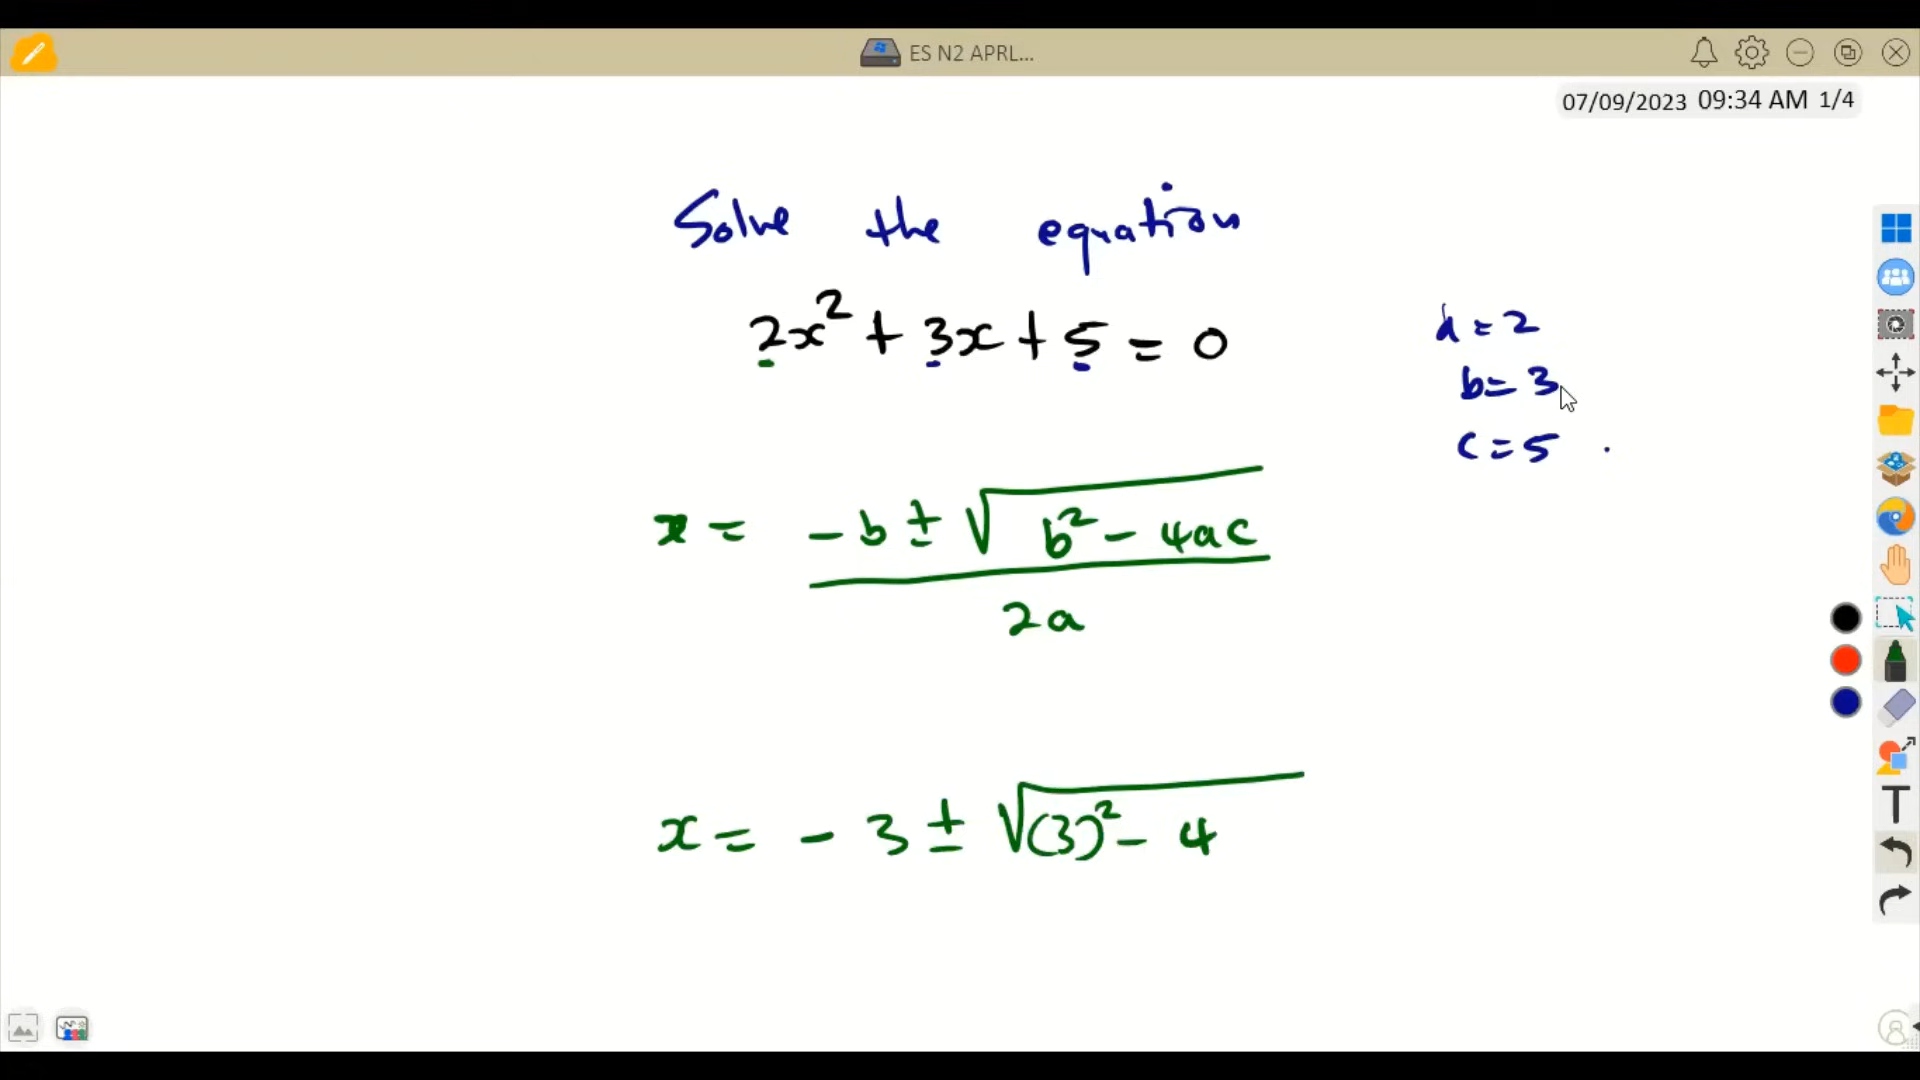 ES N2 APRL...
07/09/2023 09:34 AM 1/4
Solve the equation
2x² + 3x + 5 = 0
a = 2
b = 3
c = 5 .
x = -b ± √(b² - 4ac) / 2a
x = -3 ± √(3)² - 4
T